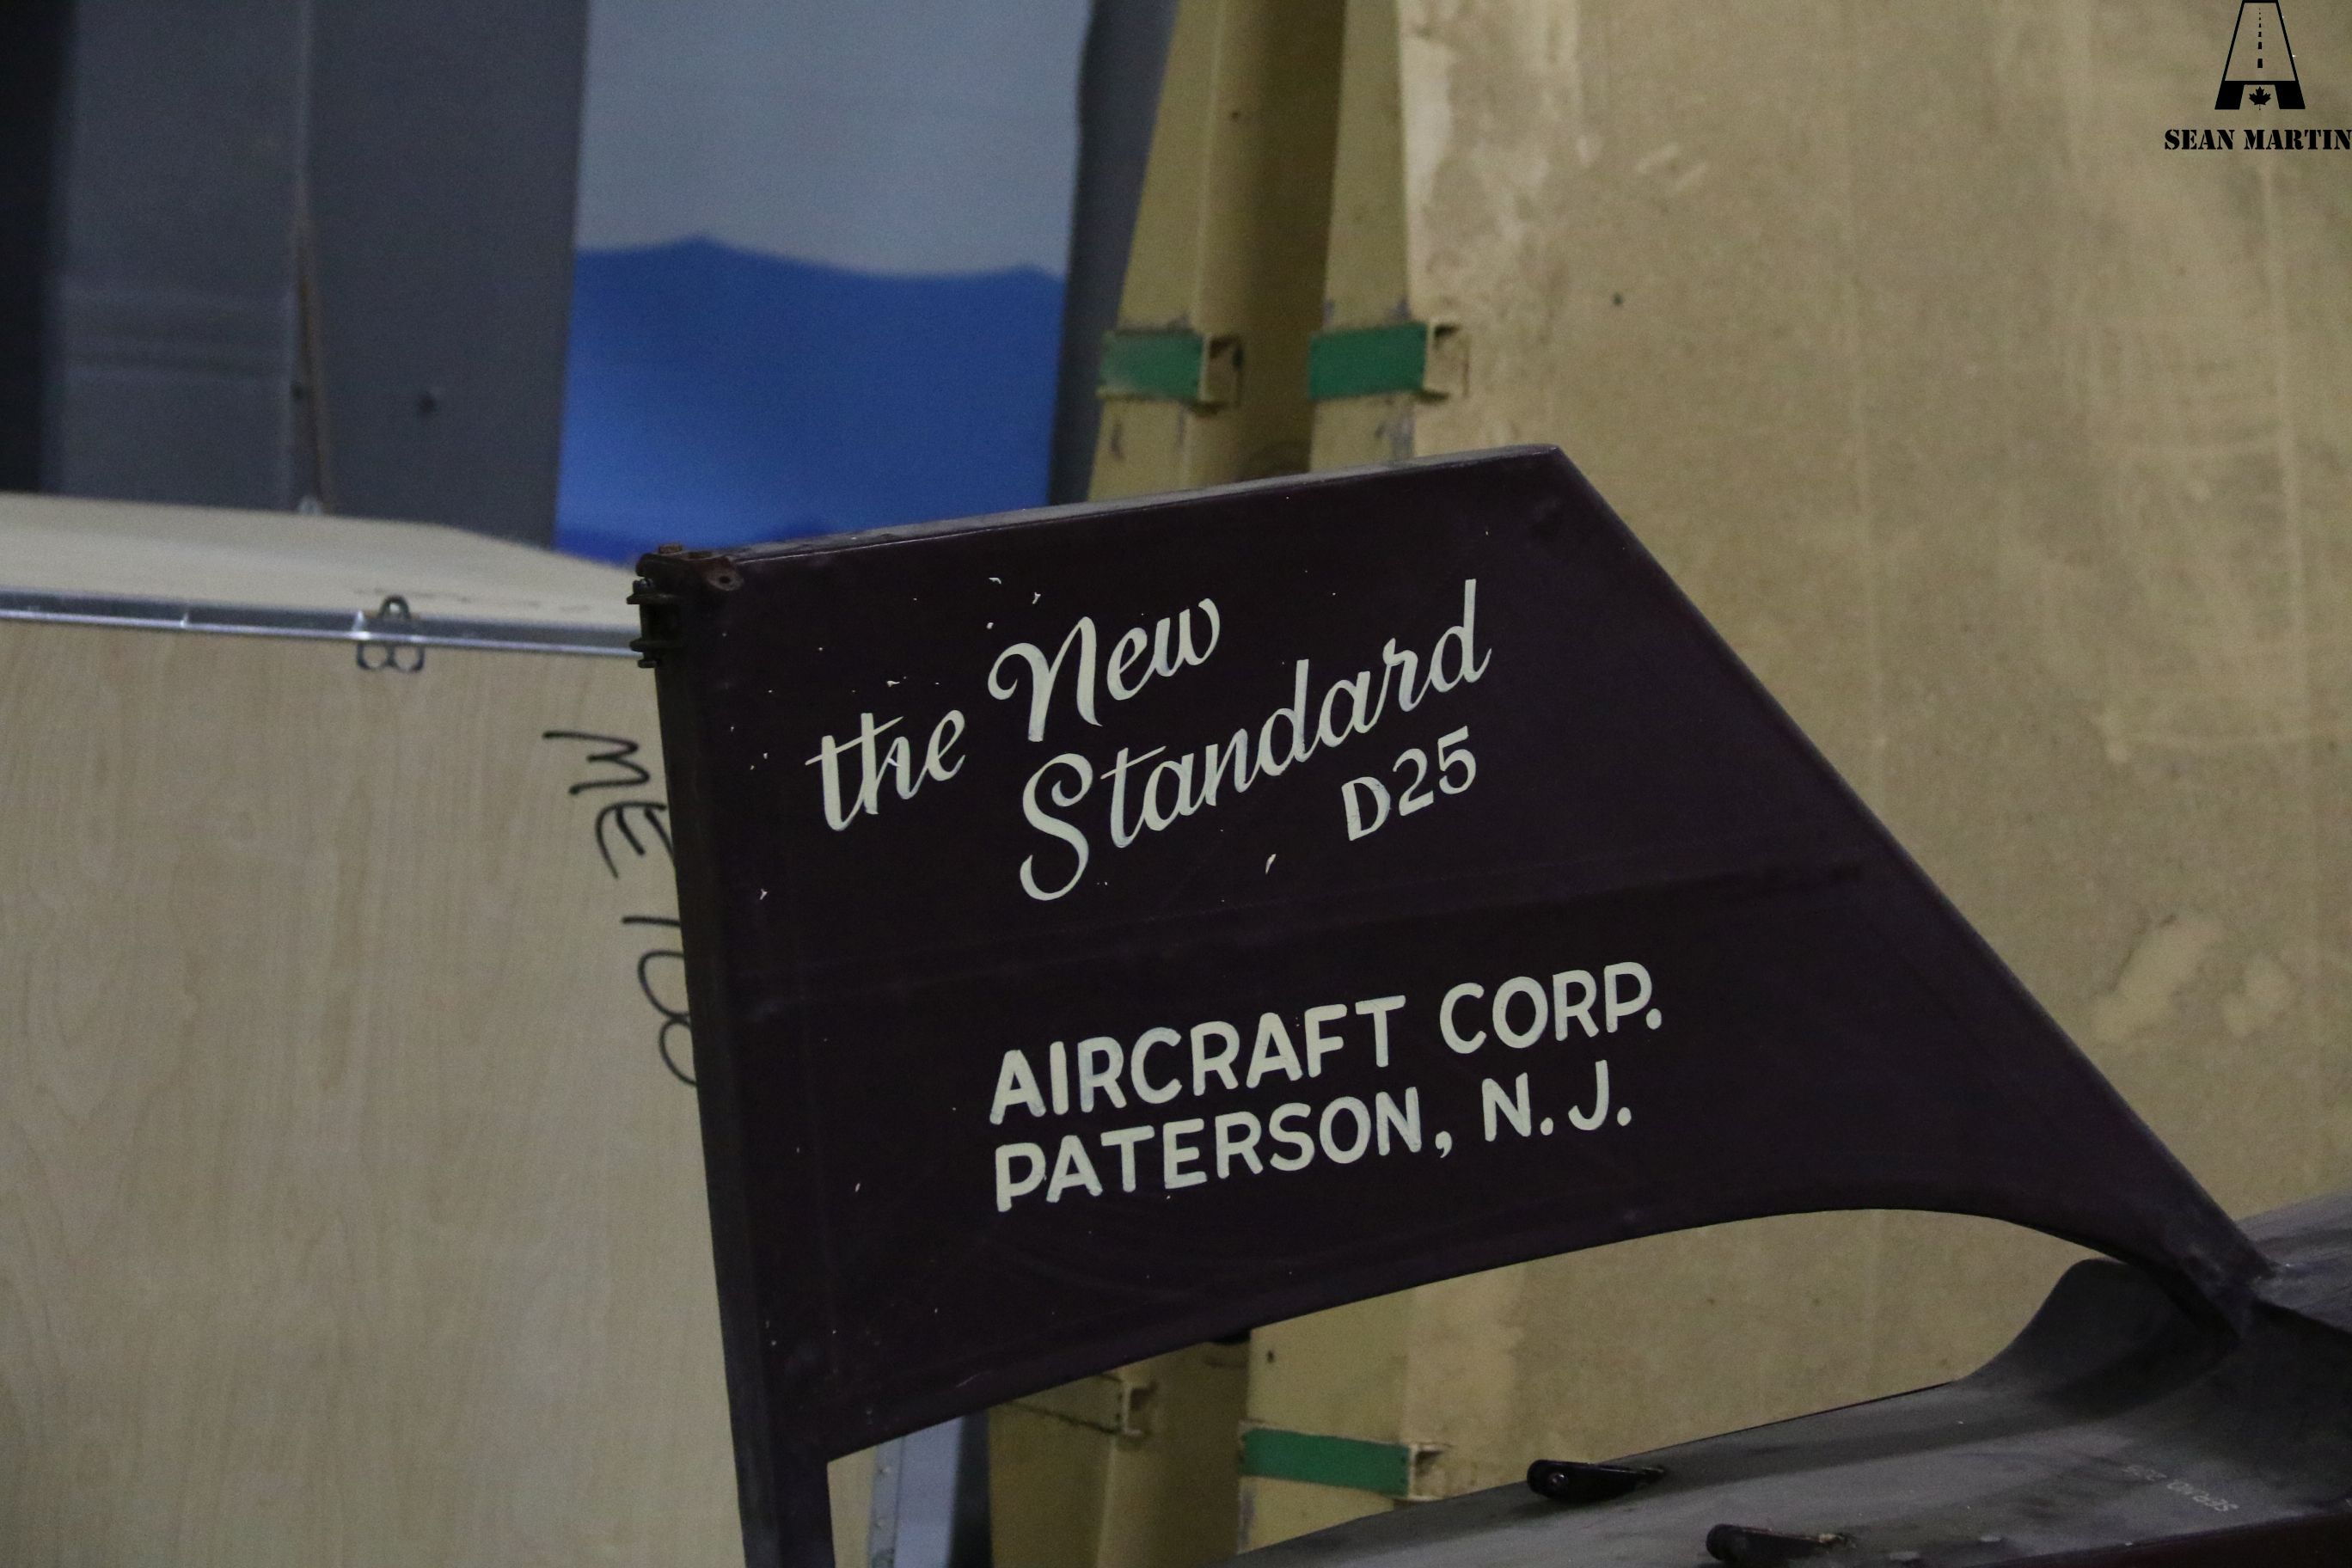 SEAN MARTIN
the New
Standard
D25
AIRCRAFT CORP.
PATERSON, N.J.